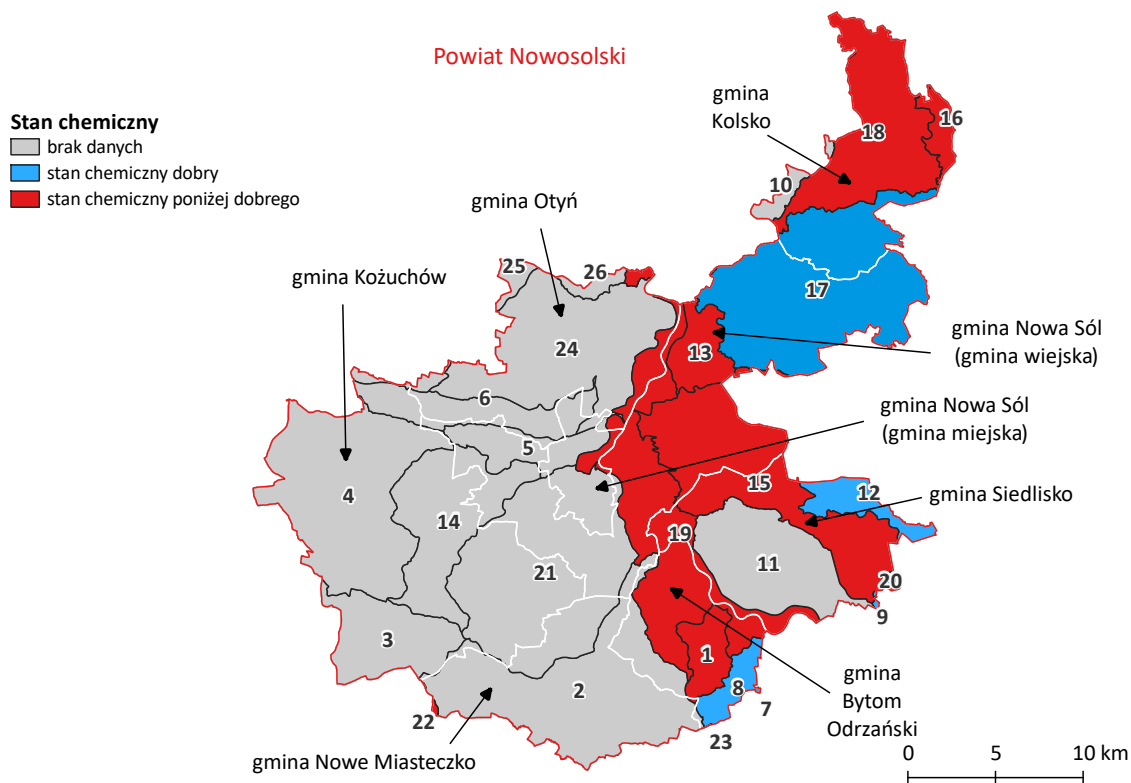 Powiat Nowosolski
Stan chemiczny
brak danych
stan chemiczny dobry
stan chemiczny poniżej dobrego
gmina
Kolsko
16
18
10
gmina Otyń
25
26
gmina Kożuchów
17
gmina Nowa Sól
(gmina wiejska)
13
24
6
gmina Nowa Sól
(gmina miejska)
5
4
15
12
gmina Siedlisko
14
19
11
21
20
9
3
1
2
8
7
gmina
Bytom
Odrzański
22
23
gmina Nowe Miasteczko
0 5 10 km